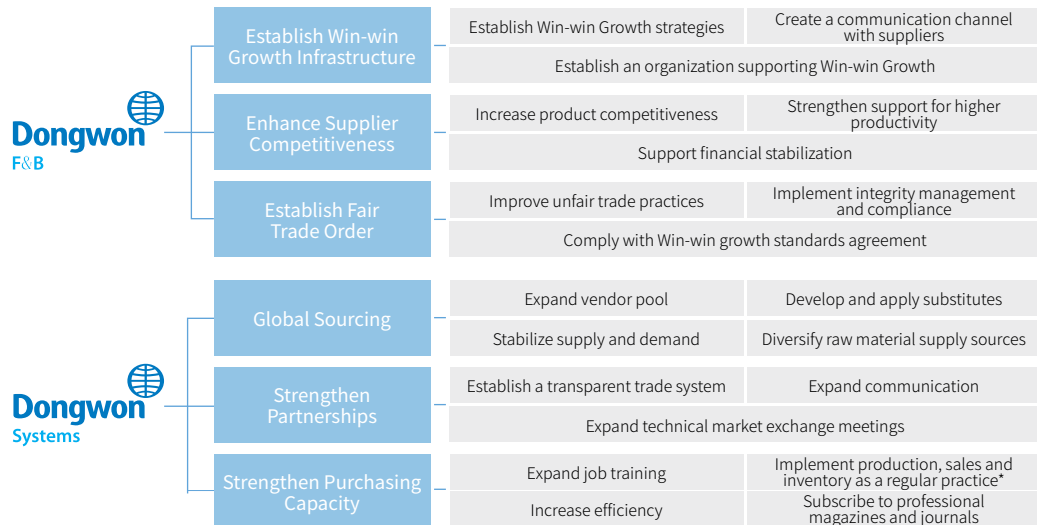 Dongwon
F&B
Establish Win-win
Growth Infrastructure
Establish Win-win Growth strategies
Create a communication channel
with suppliers
Establish an organization supporting Win-win Growth
Enhance Supplier
Competitiveness
Increase product competitiveness
Strengthen support for higher
productivity
Support financial stabilization
Establish Fair
Trade Order
Improve unfair trade practices
Implement integrity management
and compliance
Comply with Win-win growth standards agreement
Dongwon
Systems
Global Sourcing
Expand vendor pool
Develop and apply substitutes
Stabilize supply and demand
Diversify raw material supply sources
Strengthen
Partnerships
Establish a transparent trade system
Expand communication
Expand technical market exchange meetings
Strengthen Purchasing
Capacity
Expand job training
Implement production, sales and
inventory as a regular practice*
Increase efficiency
Subscribe to professional
magazines and journals